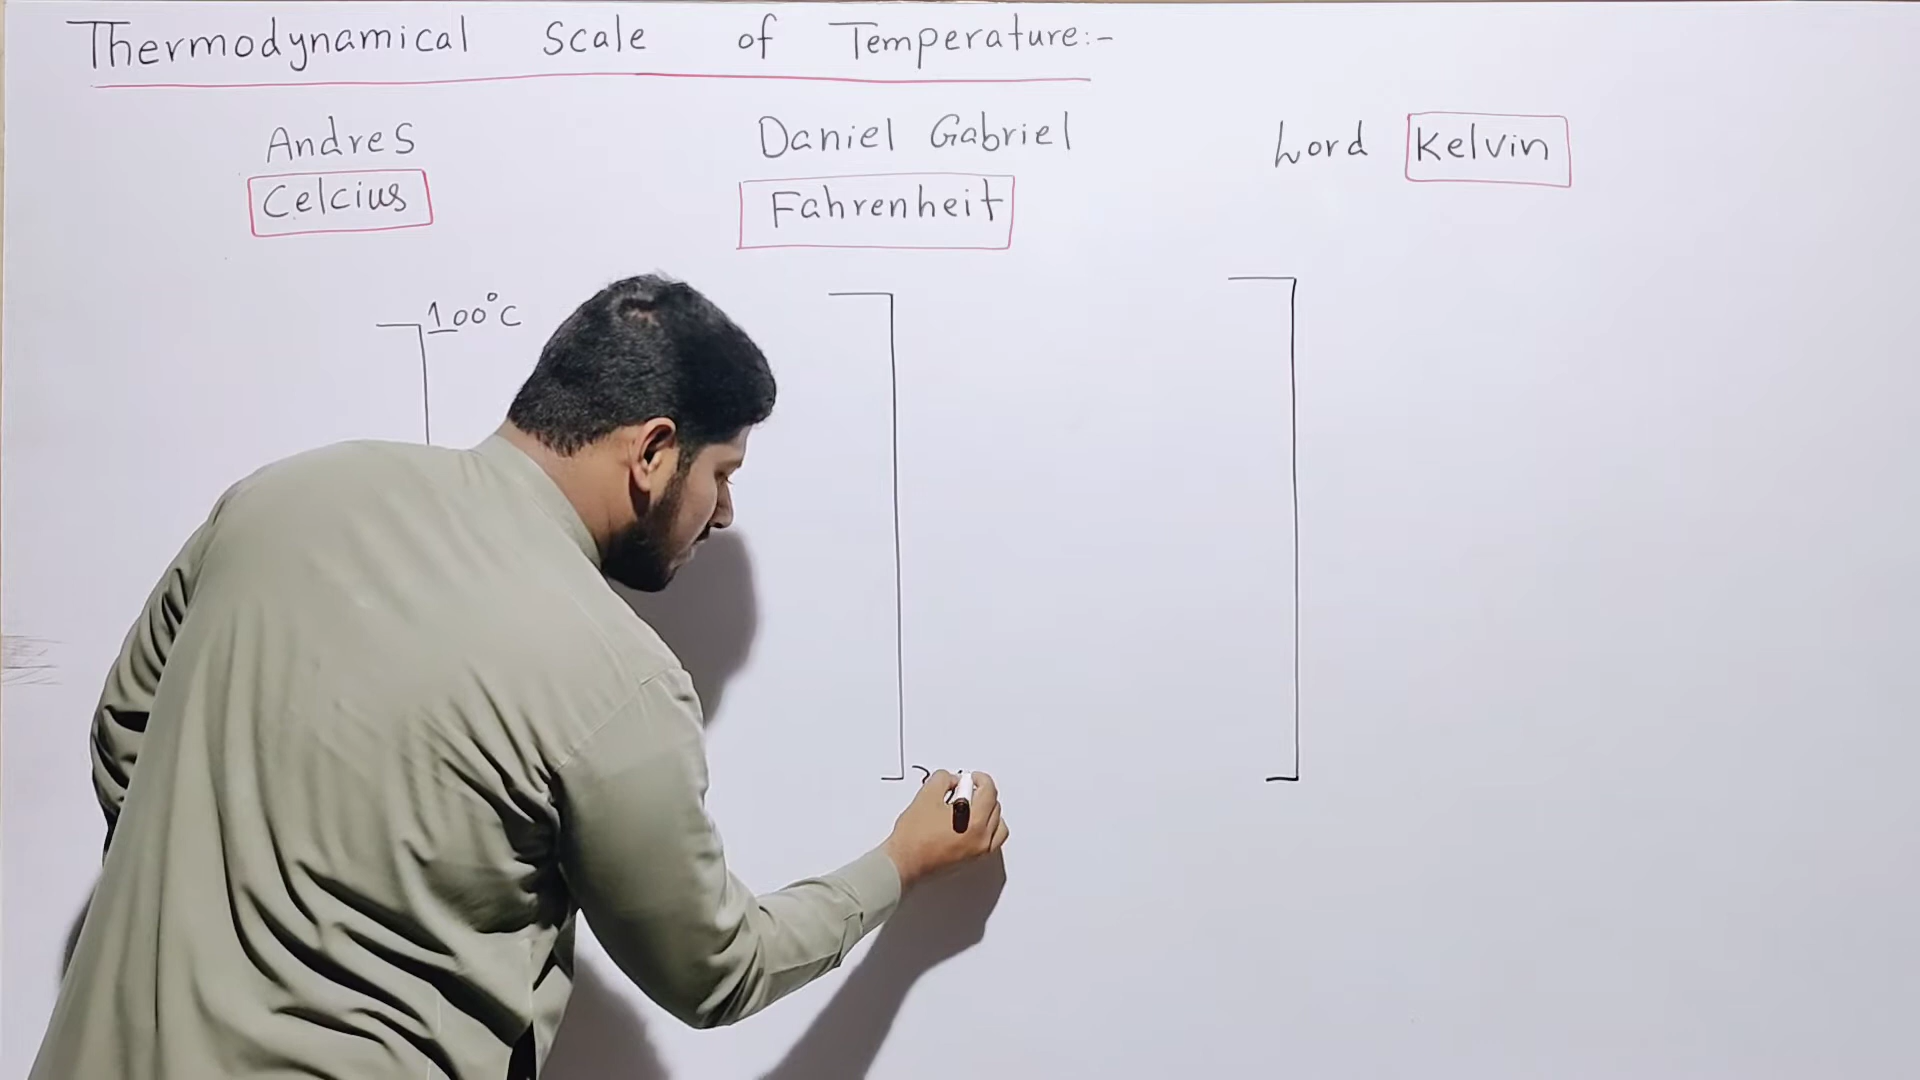 Thermodynamical Scale of Temperature:-
Andres
Celcius
Daniel Gabriel
Fahrenheit
Lord Kelvin
100°C